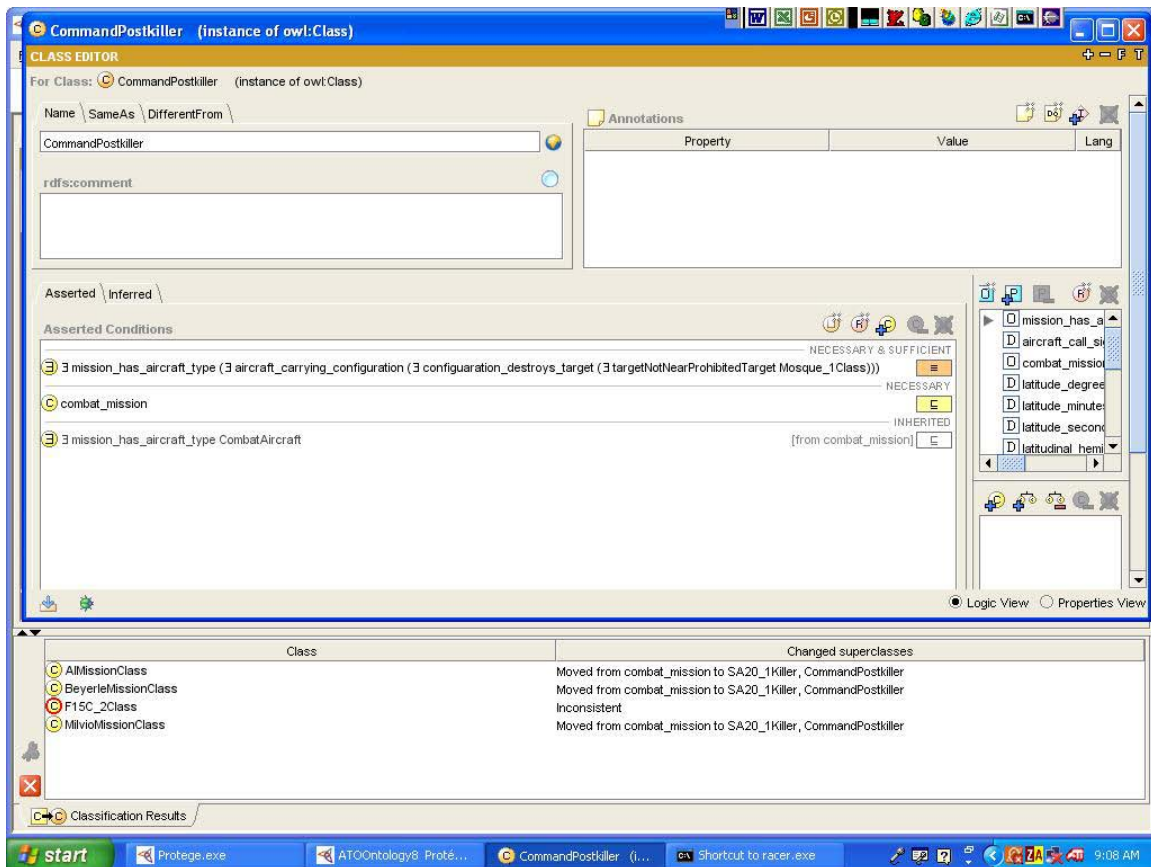 CommandPostkiller (instance of owl:Class)
CLASS EDITOR
F T
For Class: C CommandPostkiller (instance of owl:Class)
Name SameAs DifferentFrom
Annotations
CommandPostkiller
Property Value Lang
rdfs:comment
Asserted Inferred
Asserted Conditions
NECESSARY & SUFFICIENT
∃ mission_has_aircraft_type (∃ aircraft_carrying_configuration (∃ configuaration_destroys_target (∃ targetNotNearProhibitedTarget Mosque_1Class))) ≡
NECESSARY
C combat_mission ⊑
INHERITED
∃ mission_has_aircraft_type CombatAircraft [from combat_mission] ⊑
O mission_has_a
D aircraft_call_si
O combat_mission
D latitude_degree
D latitude_minute
D latitude_second
D latitudinal_hemi
Logic View Properties View
Class Changed superclasses
C AIMissionClass Moved from combat_mission to SA20_1Killer, CommandPostkiller
C BeyerleMissionClass Moved from combat_mission to SA20_1Killer, CommandPostkiller
C F15C_2Class Inconsistent
C MilvioMissionClass Moved from combat_mission to SA20_1Killer, CommandPostkiller
C→C Classification Results
start Protege.exe ATOOntology8 Proté... CommandPostkiller (i... Shortcut to racer.exe 9:08 AM